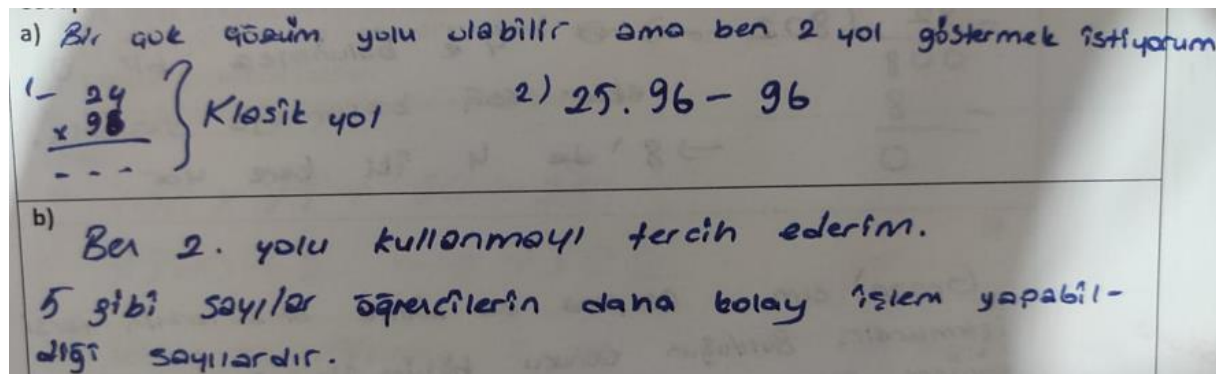 a) Bir çok çözüm yolu olabilir ama ben 2 yol göstermek istiyorum
1- 24
x 96
- - -
Klasik yol
2) 25. 96 - 96
b)
Ben 2. yolu kullanmayı tercih ederim.
5 gibi sayılar öğrencilerin daha kolay işlem yapabil-
diği sayılardır.